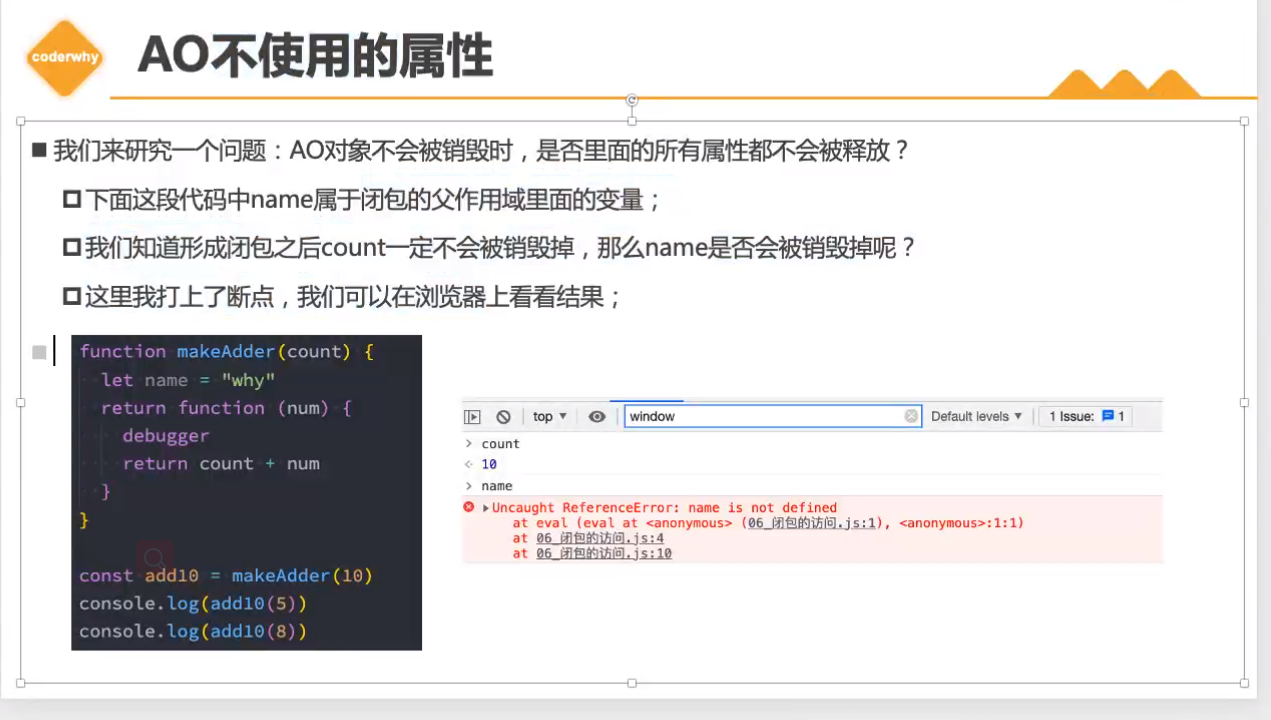 coderwhy
AO不使用的属性
我们来研究一个问题：AO对象不会被销毁时，是否里面的所有属性都不会被释放？
下面这段代码中name属于闭包的父作用域里面的变量；
我们知道形成闭包之后count一定不会被销毁掉，那么name是否会被销毁掉呢？
这里我打上了断点，我们可以在浏览器上看看结果；
function makeAdder(count) {
let name = "why"
return function (num) {
debugger
return count + num
}
}
const add10 = makeAdder(10)
console.log(add10(5))
console.log(add10(8))
top ▼ window Default levels ▼ 1 Issue: 1
> count
< 10
> name
Uncaught ReferenceError: name is not defined
at eval (eval at <anonymous> (06_闭包的访问.js:1), <anonymous>:1:1)
at 06_闭包的访问.js:4
at 06_闭包的访问.js:10